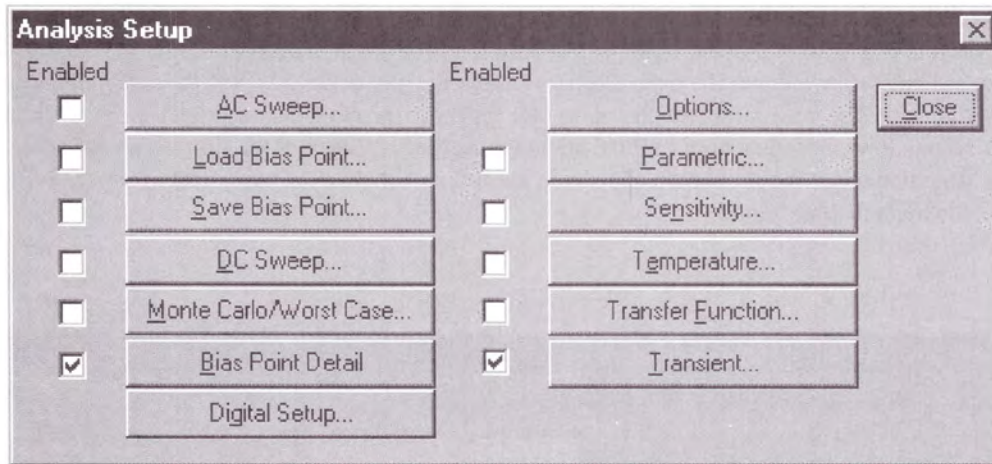 Analysis Setup
Enabled
AC Sweep...
Load Bias Point...
Save Bias Point...
DC Sweep...
Monte Carlo/Worst Case...
Bias Point Detail
Digital Setup...
Enabled
Options...
Parametric...
Sensitivity...
Temperature...
Transfer Function...
Transient...
Close